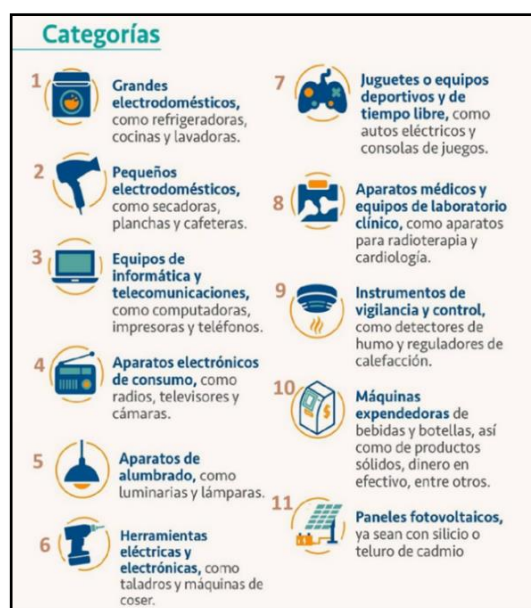 Categorías
1
Grandes
electrodomésticos,
como refrigeradoras,
cocinas y lavadoras.
2
Pequeños
electrodomésticos,
como secadoras,
planchas y cafeteras.
3
Equipos de
informática y
telecomunicaciones,
como computadoras,
impresoras y teléfonos.
4
Aparatos electrónicos
de consumo, como
radios, televisores y
cámaras.
5
Aparatos de
alumbrado, como
luminarias y lámparas.
6
Herramientas
eléctricas y
electrónicas, como
taladros y máquinas de
coser.
7
Juguetes o equipos
deportivos y de
tiempo libre, como
autos eléctricos y
consolas de juegos.
8
Aparatos médicos y
equipos de laboratorio
clínico, como aparatos
para radioterapia y
cardiología.
9
Instrumentos de
vigilancia y control,
como detectores de
humo y reguladores de
calefacción.
10
$
Máquinas
expendedoras de
bebidas y botellas, así
como de productos
sólidos, dinero en
efectivo, entre otros.
11
Paneles fotovoltaicos,
ya sean con silicio o
teluro de cadmio